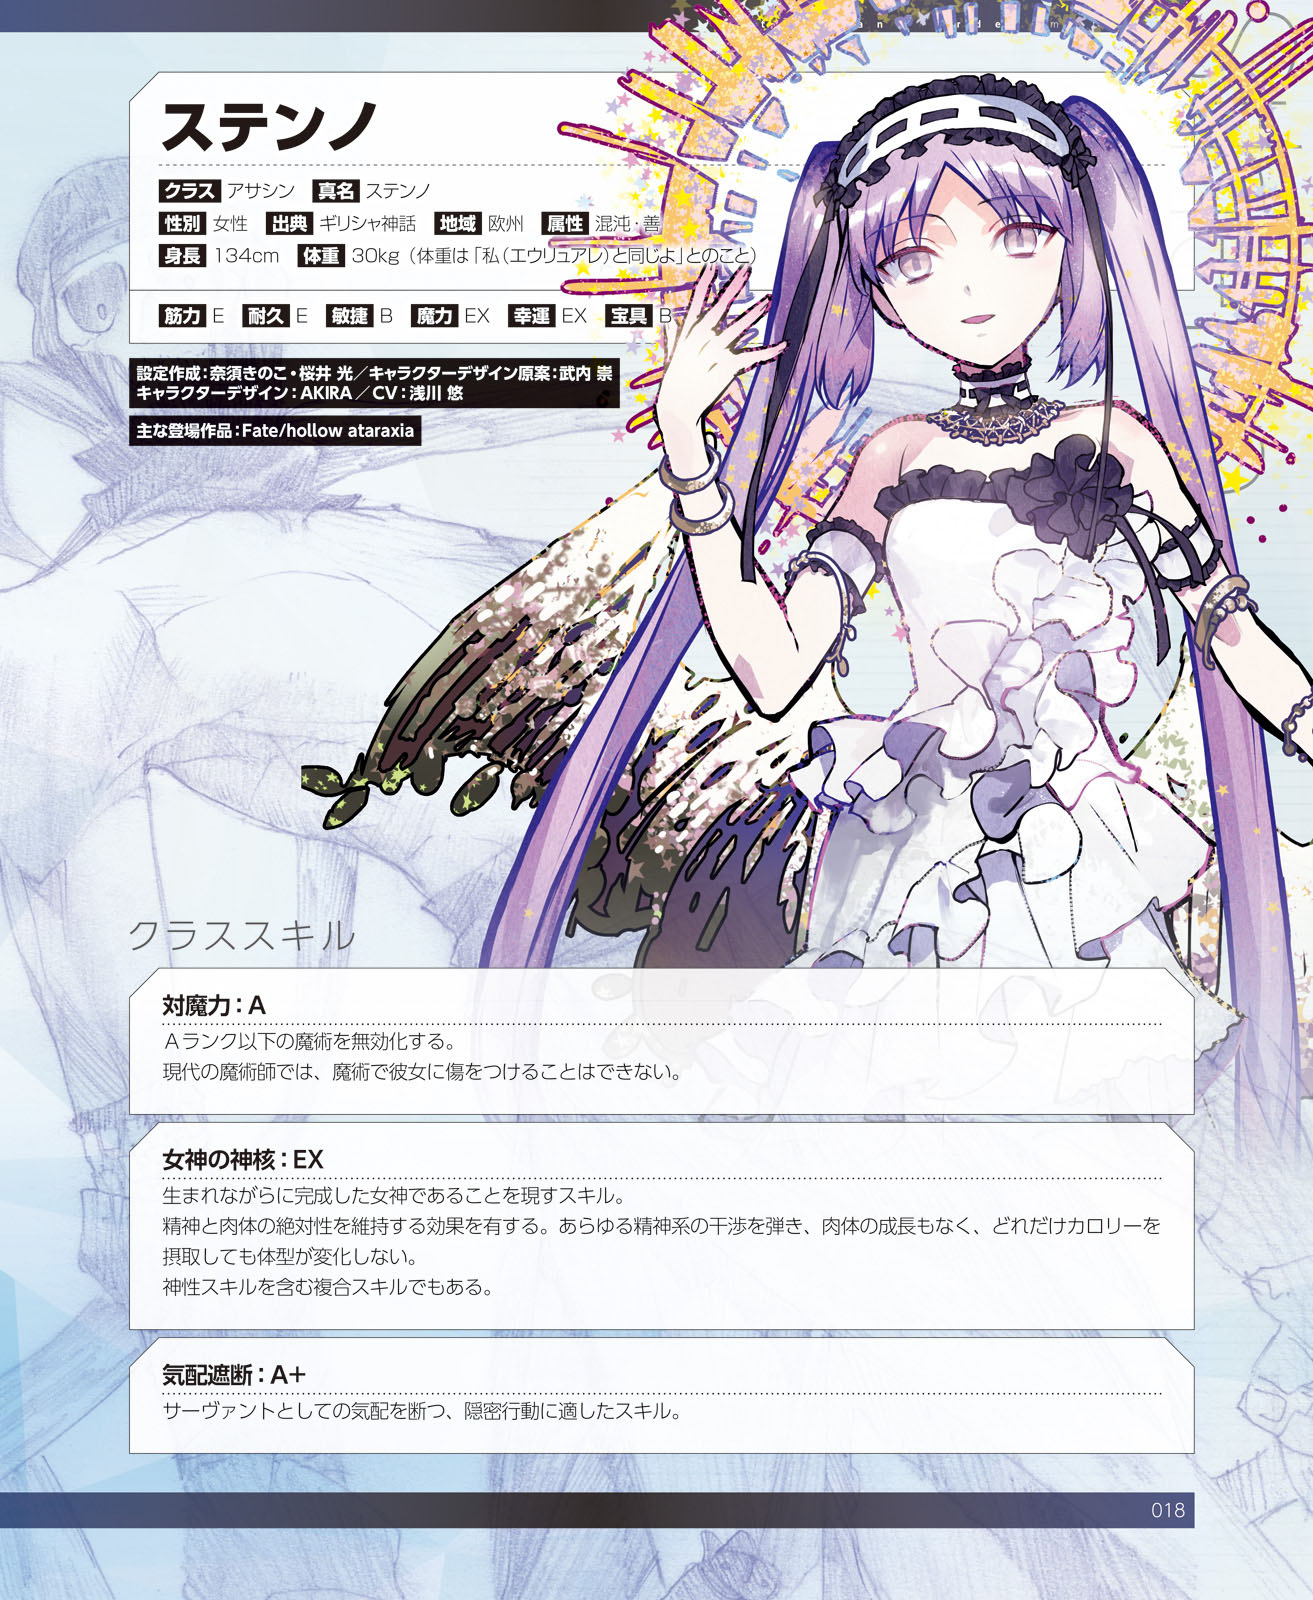 ステンノ
クラス アサシン 真名 ステンノ
性別 女性 出典 ギリシャ神話 地域 欧州 属性 混沌・善
身長 134cm 体重 30kg（体重は「私（エウリュアレ）と同じよ」とのこと）
筋力 E 耐久 E 敏捷 B 魔力 EX 幸運 EX 宝具 B
設定作成：奈須きのこ・桜井 光／キャラクターデザイン原案：武内 崇
キャラクターデザイン：AKIRA／CV：浅川 悠
主な登場作品：Fate/hollow ataraxia
クラススキル
対魔力：A
Aランク以下の魔術を無効化する。
現代の魔術師では、魔術で彼女に傷をつけることはできない。
女神の神核：EX
生まれながらに完成した女神であることを現すスキル。
精神と肉体の絶対性を維持する効果を有する。あらゆる精神系の干渉を弾き、肉体の成長もなく、どれだけカロリーを
摂取しても体型が変化しない。
神性スキルを含む複合スキルでもある。
気配遮断：A+
サーヴァントとしての気配を断つ、隠密行動に適したスキル。
018